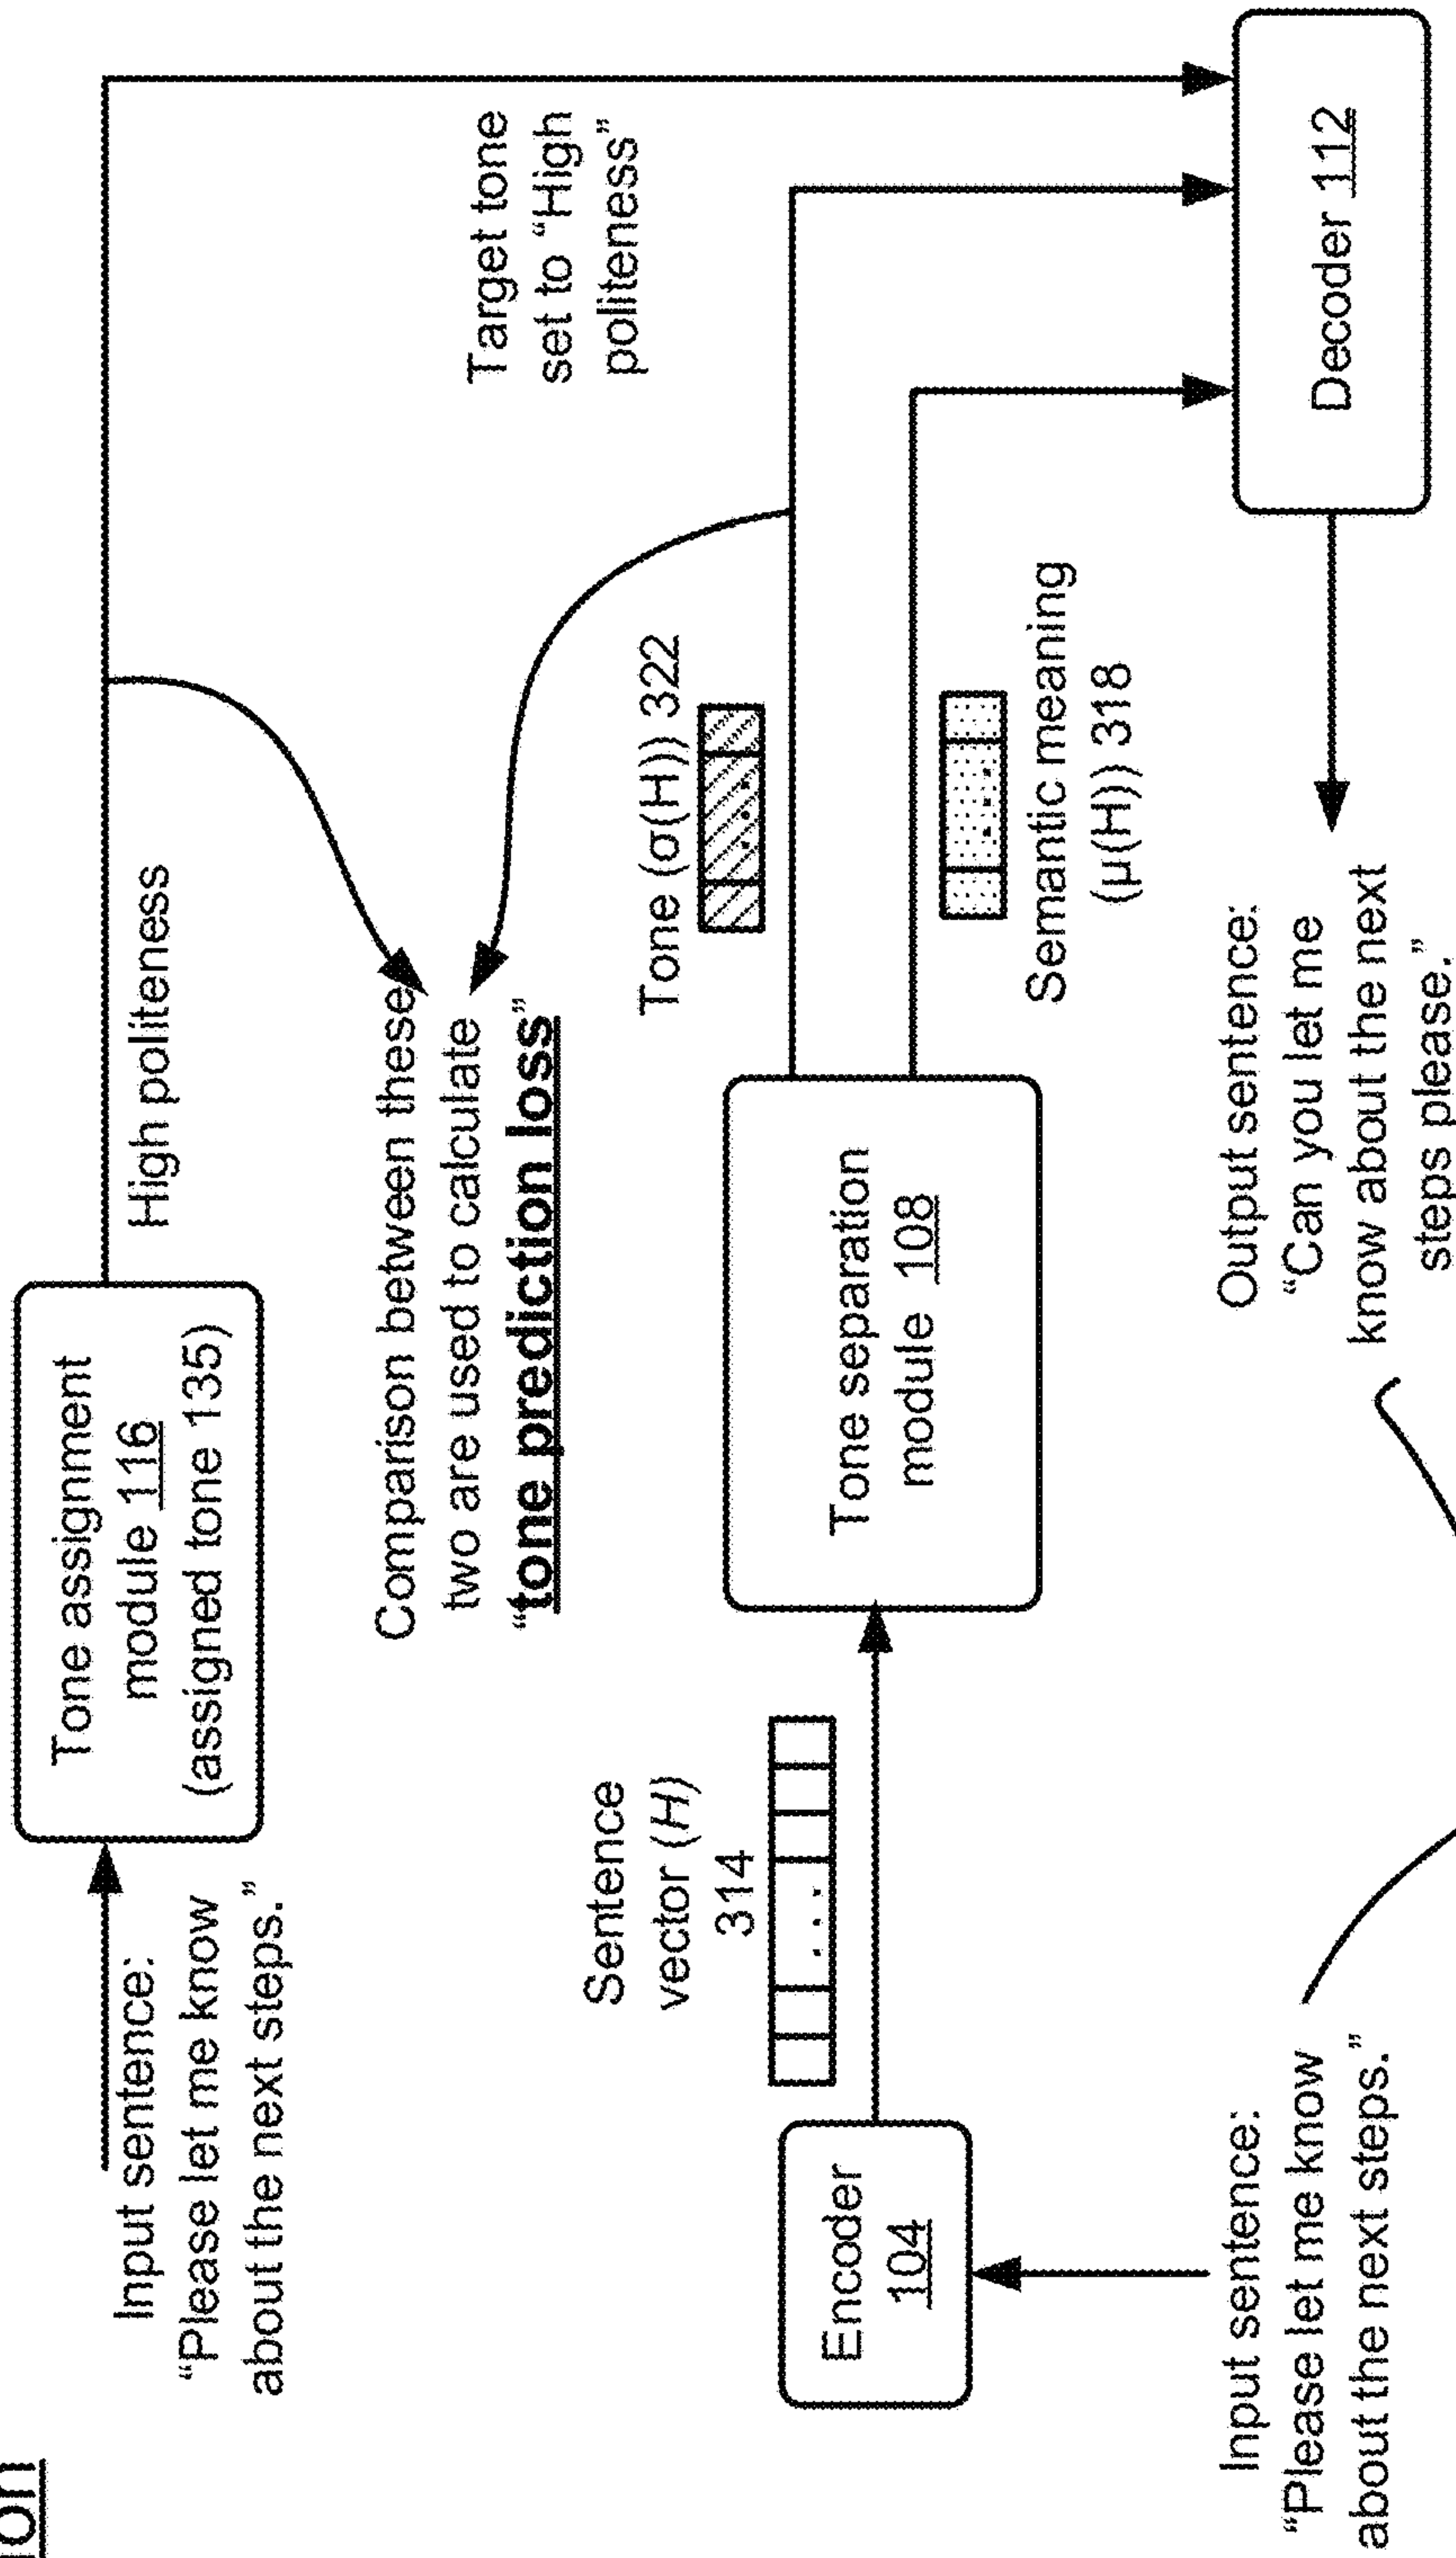 Input sentence:
“Please let me know
about the next steps.”
Tone assignment
module 116
(assigned tone 135)
High politeness
Comparison between these
two are used to calculate
“tone prediction loss”
Target tone
set to “High
politeness”
Sentence
vector (H)
314
Tone (σ(H)) 322
Encoder
104
Tone separation
module 108
Semantic meaning
(μ(H)) 318
Input sentence:
“Please let me know
about the next steps.”
Output sentence:
“Can you let me
know about the next
steps please.”
Decoder 112